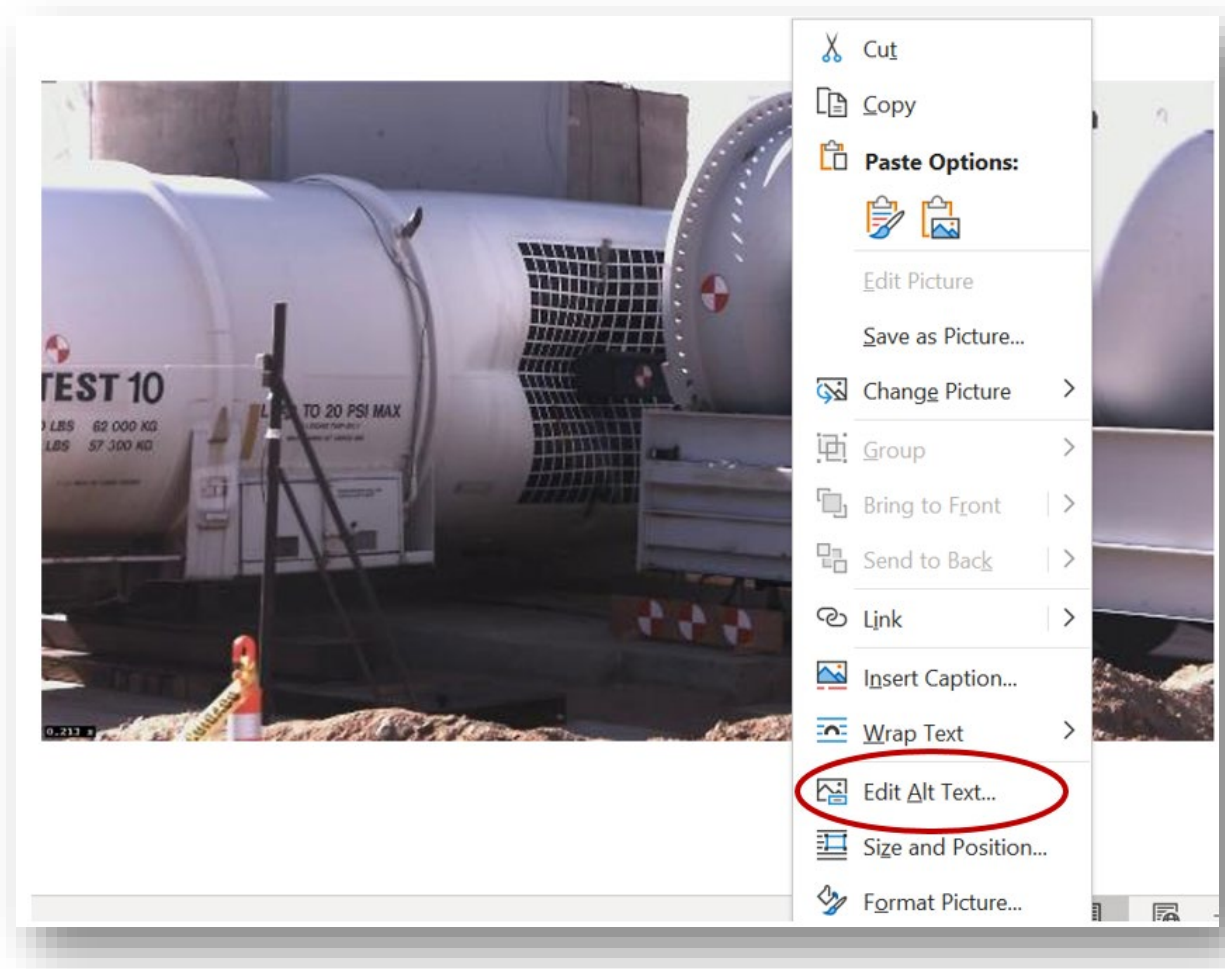 Cut
Copy
Paste Options:
Edit Picture
Save as Picture...
Change Picture
Group
Bring to Front
Send to Back
Link
Insert Caption...
Wrap Text
Edit Alt Text...
Size and Position...
Format Picture...
TEST 10
LBS 62 000 KG
LBS 57 300 KG
TO 20 PSI MAX
0.213 s